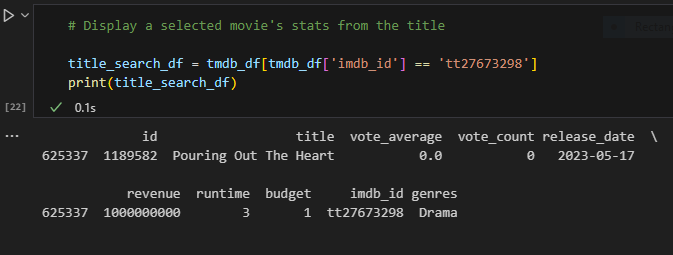 # Display a selected movie's stats from the title
title_search_df = tmdb_df[tmdb_df['imdb_id'] == 'tt27673298']
print(title_search_df)
[22]
0.1s
...
id title vote_average vote_count release_date \
625337 1189582 Pouring Out The Heart 0.0 0 2023-05-17
revenue runtime budget imdb_id genres
625337 1000000000 3 1 tt27673298 Drama